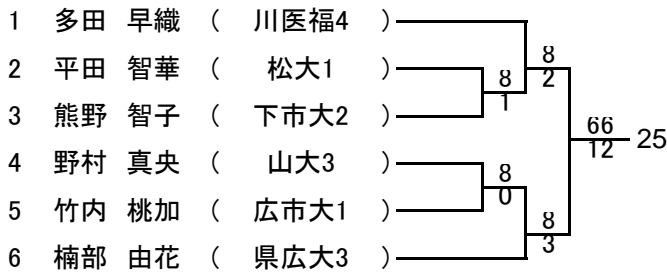 1 多田 早織 ( 川医福4 )
8
2
2 平田 智華 ( 松大1 )
8
1
3 熊野 智子 ( 下市大2 )
66
12
25
4 野村 真央 ( 山大3 )
8
0
5 竹内 桃加 ( 広市大1 )
8
3
6 楠部 由花 ( 県広大3 )